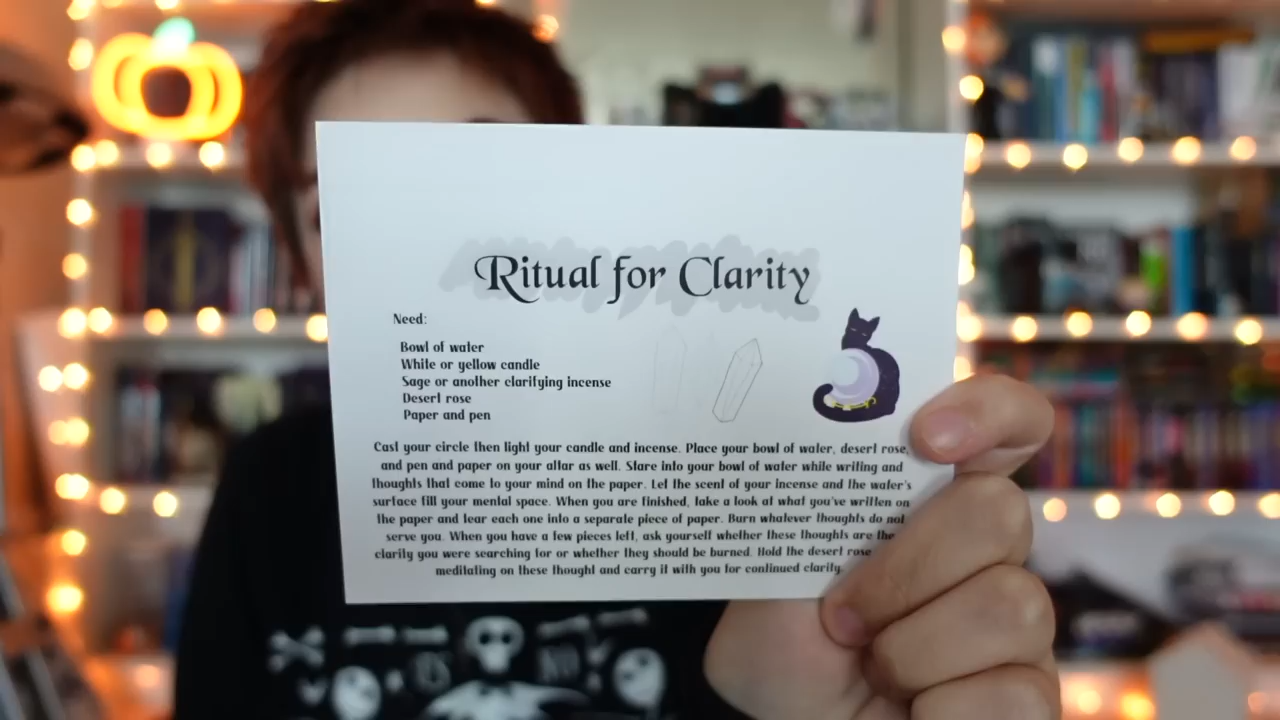 Ritual for Clarity
Need:
Bowl of water
White or yellow candle
Sage or another clarifying incense
Desert rose
Paper and pen
Cast your circle then light your candle and incense. Place your bowl of water, desert rose,
and pen and paper on your altar as well. Stare into your bowl of water while writing and
thoughts that come to your mind on the paper. Let the scent of your incense and the water's
surface fill your mental space. When you are finished, take a look at what you've written on
the paper and tear each one into a separate piece of paper. Burn whatever thoughts do not
serve you. When you have a few pieces left, ask yourself whether these thoughts are the
clarity you were searching for or whether they should be burned. Hold the desert rose
meditating on these thought and carry it with you for continued clarity.